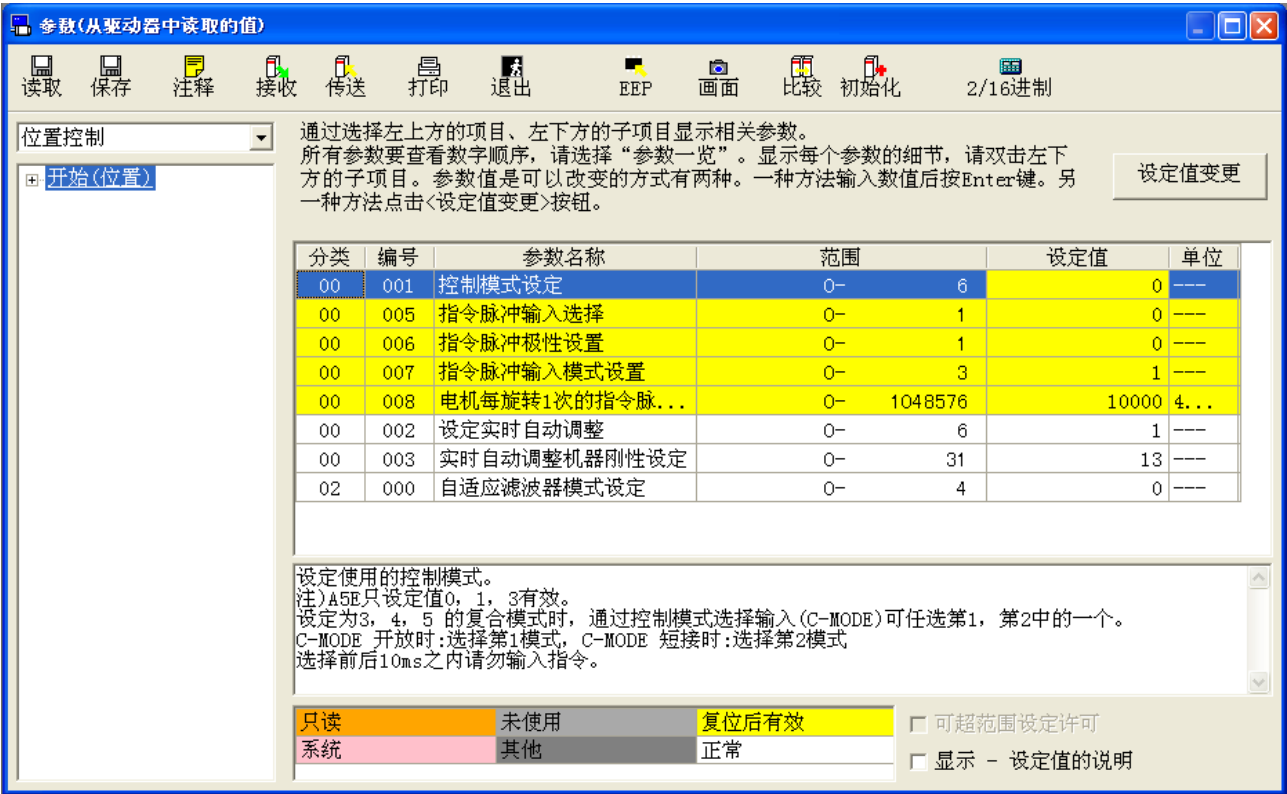 参数(从驱动器中读取的值)
读取 保存 注释 接收 传送 打印 退出 EEP 画面 比较 初始化 2/16进制
位置控制
开始(位置)
通过选择左上方的项目、左下方的子项目显示相关参数。
所有参数要查看数字顺序，请选择“参数一览”。显示每个参数的细节，请双击左下
方的子项目。参数值是可以改变的方式有两种。一种方法输入数值后按Enter键。另
一种方法点击<设定值变更>按钮。
设定值变更
分类 编号 参数名称 范围 设定值 单位
00 001 控制模式设定 0- 6 0 ---
00 005 指令脉冲输入选择 0- 1 0 ---
00 006 指令脉冲极性设置 0- 1 0 ---
00 007 指令脉冲输入模式设置 0- 3 1 ---
00 008 电机每旋转1次的指令脉... 0- 1048576 10000 4...
00 002 设定实时自动调整 0- 6 1 ---
00 003 实时自动调整机器刚性设定 0- 31 13 ---
02 000 自适应滤波器模式设定 0- 4 0 ---
设定使用的控制模式。
注)A5E只设定值0，1，3有效。
设定为3，4，5 的复合模式时，通过控制模式选择输入(C-MODE)可任选第1，第2中的一个。
C-MODE 开放时:选择第1模式，C-MODE 短接时:选择第2模式
选择前后10ms之内请勿输入指令。
只读 未使用 复位后有效
系统 其他 正常
可超范围设定许可
显示 - 设定值的说明